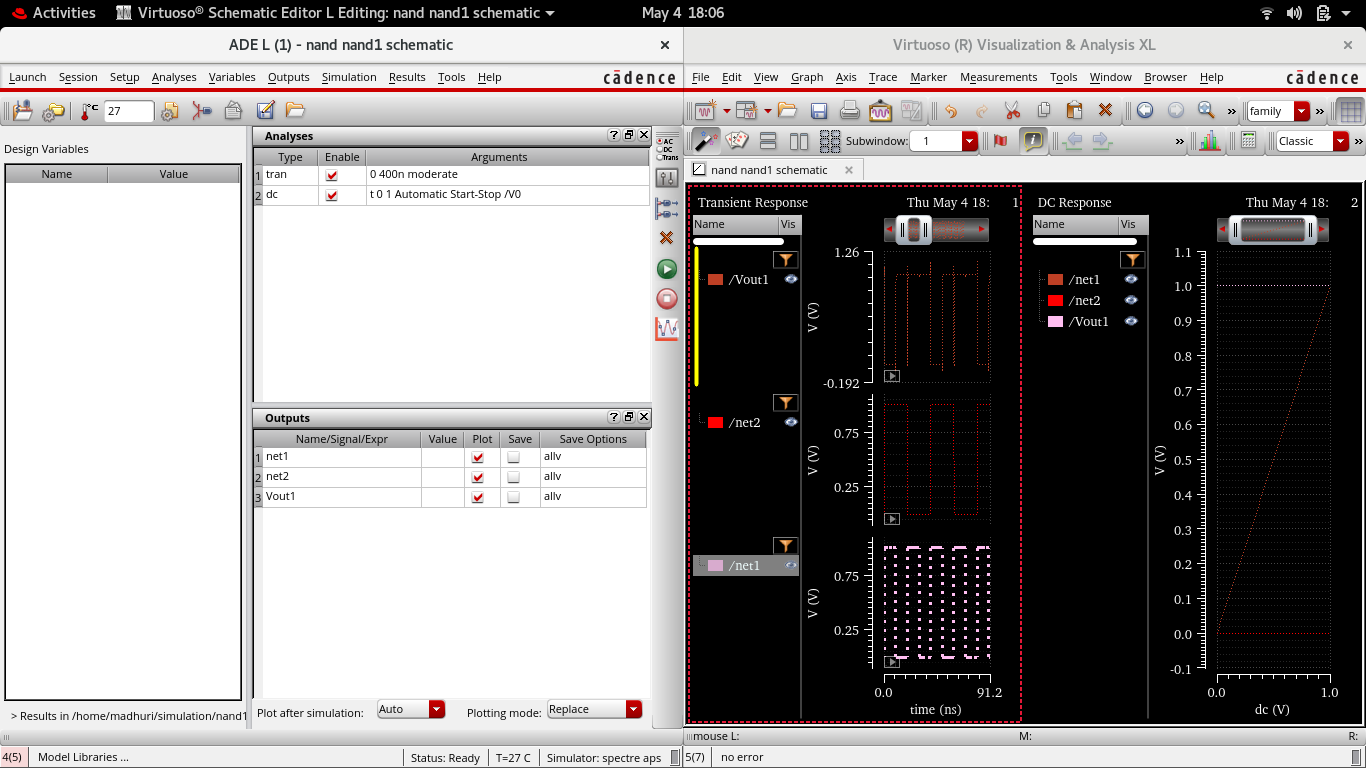 Activities Virtuoso® Schematic Editor L Editing: nand nand1 schematic May 4 18:06
ADE L (1) - nand nand1 schematic
Launch Session Setup Analyses Variables Outputs Simulation Results Tools Help cādence
27
Design Variables
Name Value
> Results in /home/madhuri/simulation/nand1
Analyses
Type Enable Arguments
1 tran 0 400n moderate
2 dc t 0 1 Automatic Start-Stop /V0
Outputs
Name/Signal/Expr Value Plot Save Save Options
1 net1 allv
2 net2 allv
3 Vout1 allv
Plot after simulation: Auto Plotting mode: Replace
AC
DC
Trans
4(5) Model Libraries ... Status: Ready T=27 C Simulator: spectre aps
Virtuoso (R) Visualization & Analysis XL
File Edit View Graph Axis Trace Marker Measurements Tools Window Browser Help cādence
family
Subwindow: 1 Classic
nand nand1 schematic
Transient Response Thu May 4 18: 1
Name Vis
/Vout1
/net2
/net1
1.26
V (V)
-0.192
0.75
V (V)
0.25
0.75
V (V)
0.25
0.0 91.2
time (ns)
DC Response Thu May 4 18: 2
Name Vis
/net1
/net2
/Vout1
1.1
1.0
0.9
0.8
0.7
0.6
0.5
V (V)
0.4
0.3
0.2
0.1
0.0
-0.1
0.0 1.0
dc (V)
mouse L: M: R:
5(7) no error